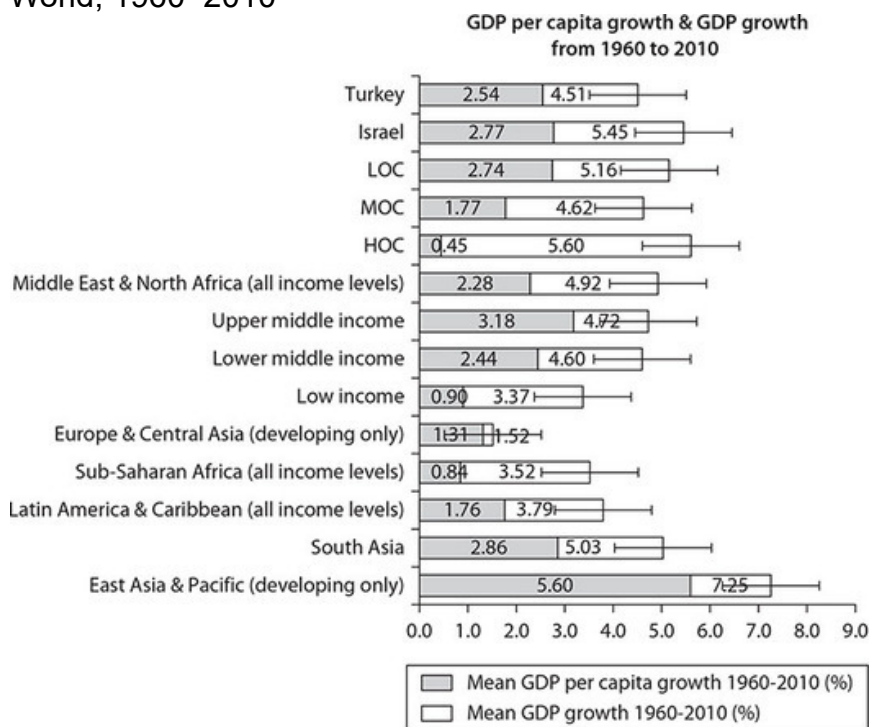 World, 1960–2010
GDP per capita growth & GDP growth
from 1960 to 2010
Turkey 2.54 4.51
Israel 2.77 5.45
LOC 2.74 5.16
MOC 1.77 4.62
HOC 0.45 5.60
Middle East & North Africa (all income levels) 2.28 4.92
Upper middle income 3.18 4.72
Lower middle income 2.44 4.60
Low income 0.90 3.37
Europe & Central Asia (developing only) 1.31 1.52
Sub-Saharan Africa (all income levels) 0.84 3.52
Latin America & Caribbean (all income levels) 1.76 3.79
South Asia 2.86 5.03
East Asia & Pacific (developing only) 5.60 7.25
0.0 1.0 2.0 3.0 4.0 5.0 6.0 7.0 8.0 9.0
Mean GDP per capita growth 1960-2010 (%)
Mean GDP growth 1960-2010 (%)